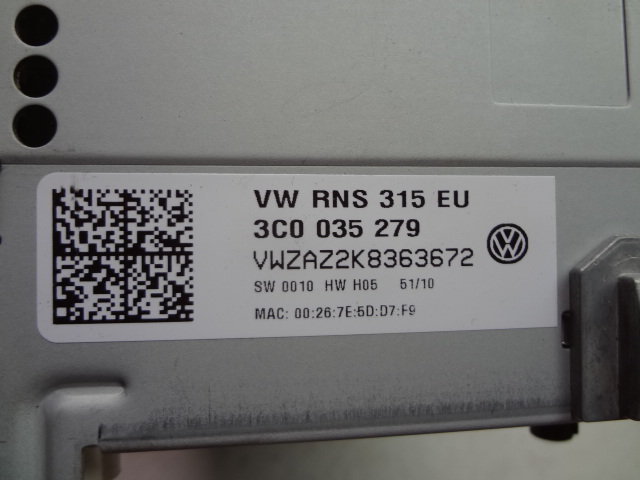 VW RNS 315 EU
3C0 035 279
VWZAZ2K8363672
SW 0010 HW H05 51/10
MAC: 00:26:7E:5D:D7:F9